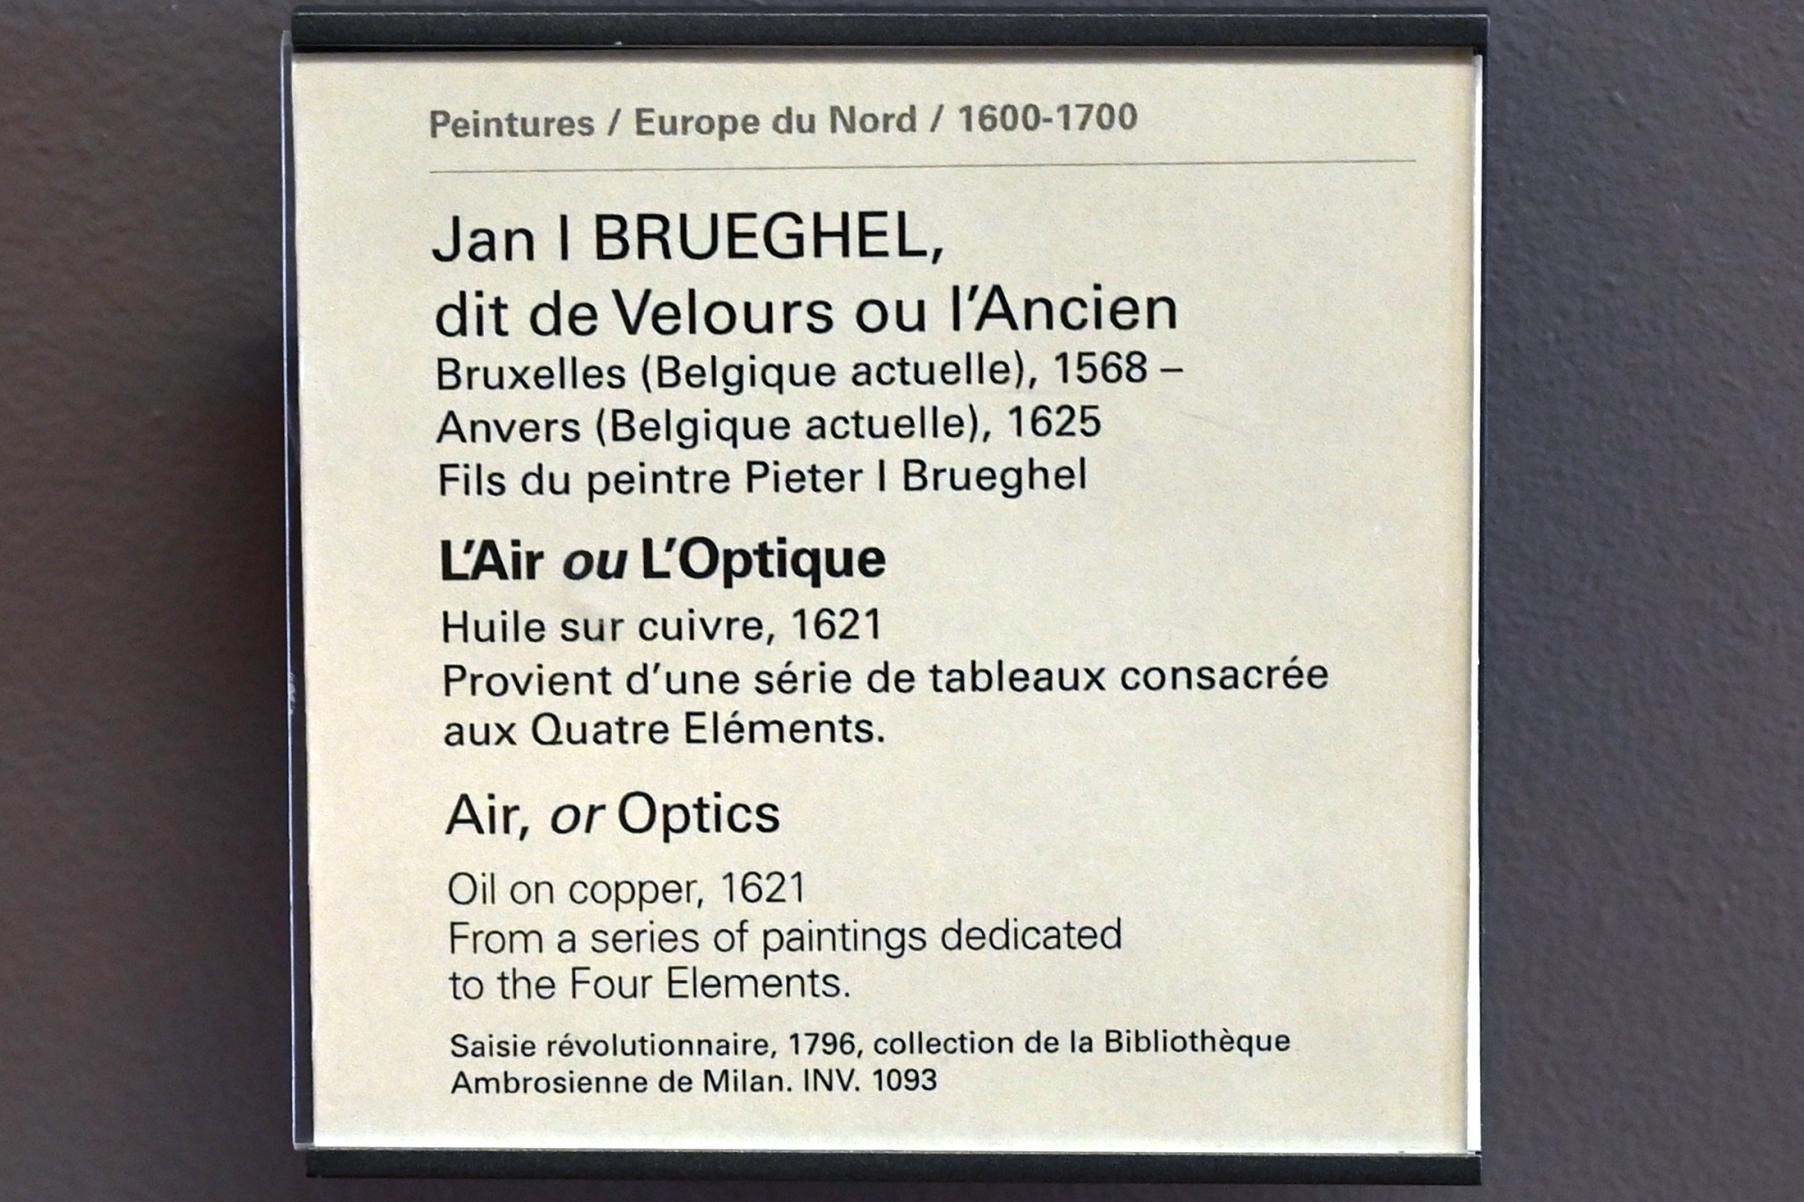 Peintures / Europe du Nord / 1600-1700
Jan I BRUEGHEL,
dit de Velours ou l'Ancien
Bruxelles (Belgique actuelle), 1568 –
Anvers (Belgique actuelle), 1625
Fils du peintre Pieter I Brueghel
L'Air ou L'Optique
Huile sur cuivre, 1621
Provient d'une série de tableaux consacrée
aux Quatre Eléments.
Air, or Optics
Oil on copper, 1621
From a series of paintings dedicated
to the Four Elements.
Saisie révolutionnaire, 1796, collection de la Bibliothèque
Ambrosienne de Milan. INV. 1093